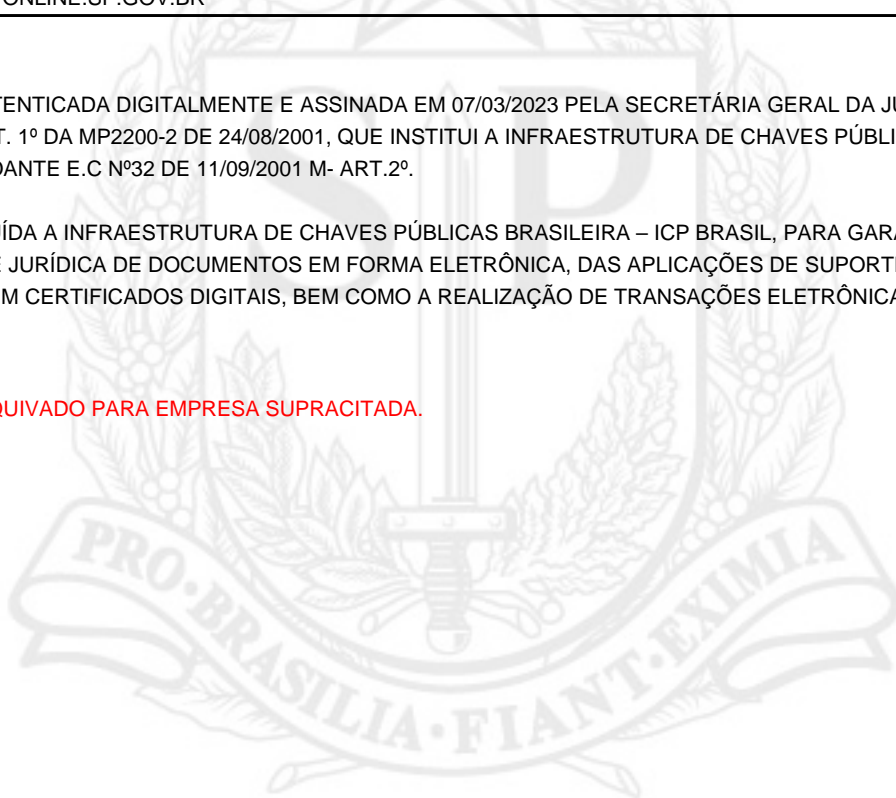 ONLINE.SP.GOV.BR
TENTICADA DIGITALMENTE E ASSINADA EM 07/03/2023 PELA SECRETÁRIA GERAL DA JU
T. 1º DA MP2200-2 DE 24/08/2001, QUE INSTITUI A INFRAESTRUTURA DE CHAVES PÚBLI
DANTE E.C Nº32 DE 11/09/2001 M- ART.2º.
ÍDA A INFRAESTRUTURA DE CHAVES PÚBLICAS BRASILEIRA – ICP BRASIL, PARA GARA
E JURÍDICA DE DOCUMENTOS EM FORMA ELETRÔNICA, DAS APLICAÇÕES DE SUPORTE
M CERTIFICADOS DIGITAIS, BEM COMO A REALIZAÇÃO DE TRANSAÇÕES ELETRÔNICA
QUIVADO PARA EMPRESA SUPRACITADA.
SP
PRO·BRASILIA·FIANT·EXIMIA